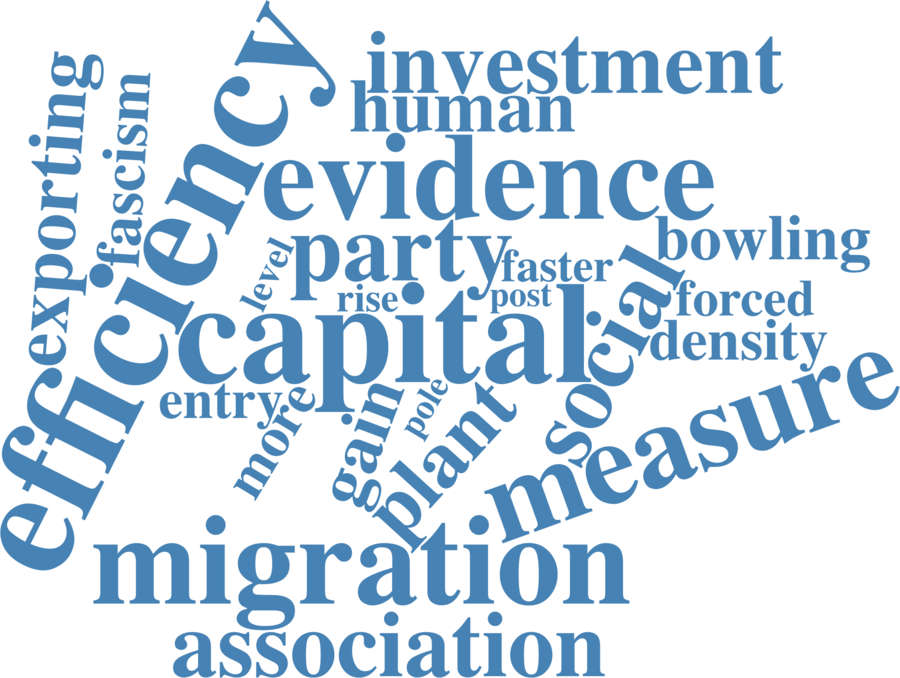 investment
human
exporting
fascism
efficiency
evidence
bowling
party
faster
level
rise
post
capital
social
forced
density
entry
more
gain
pole
plant
measure
migration
association